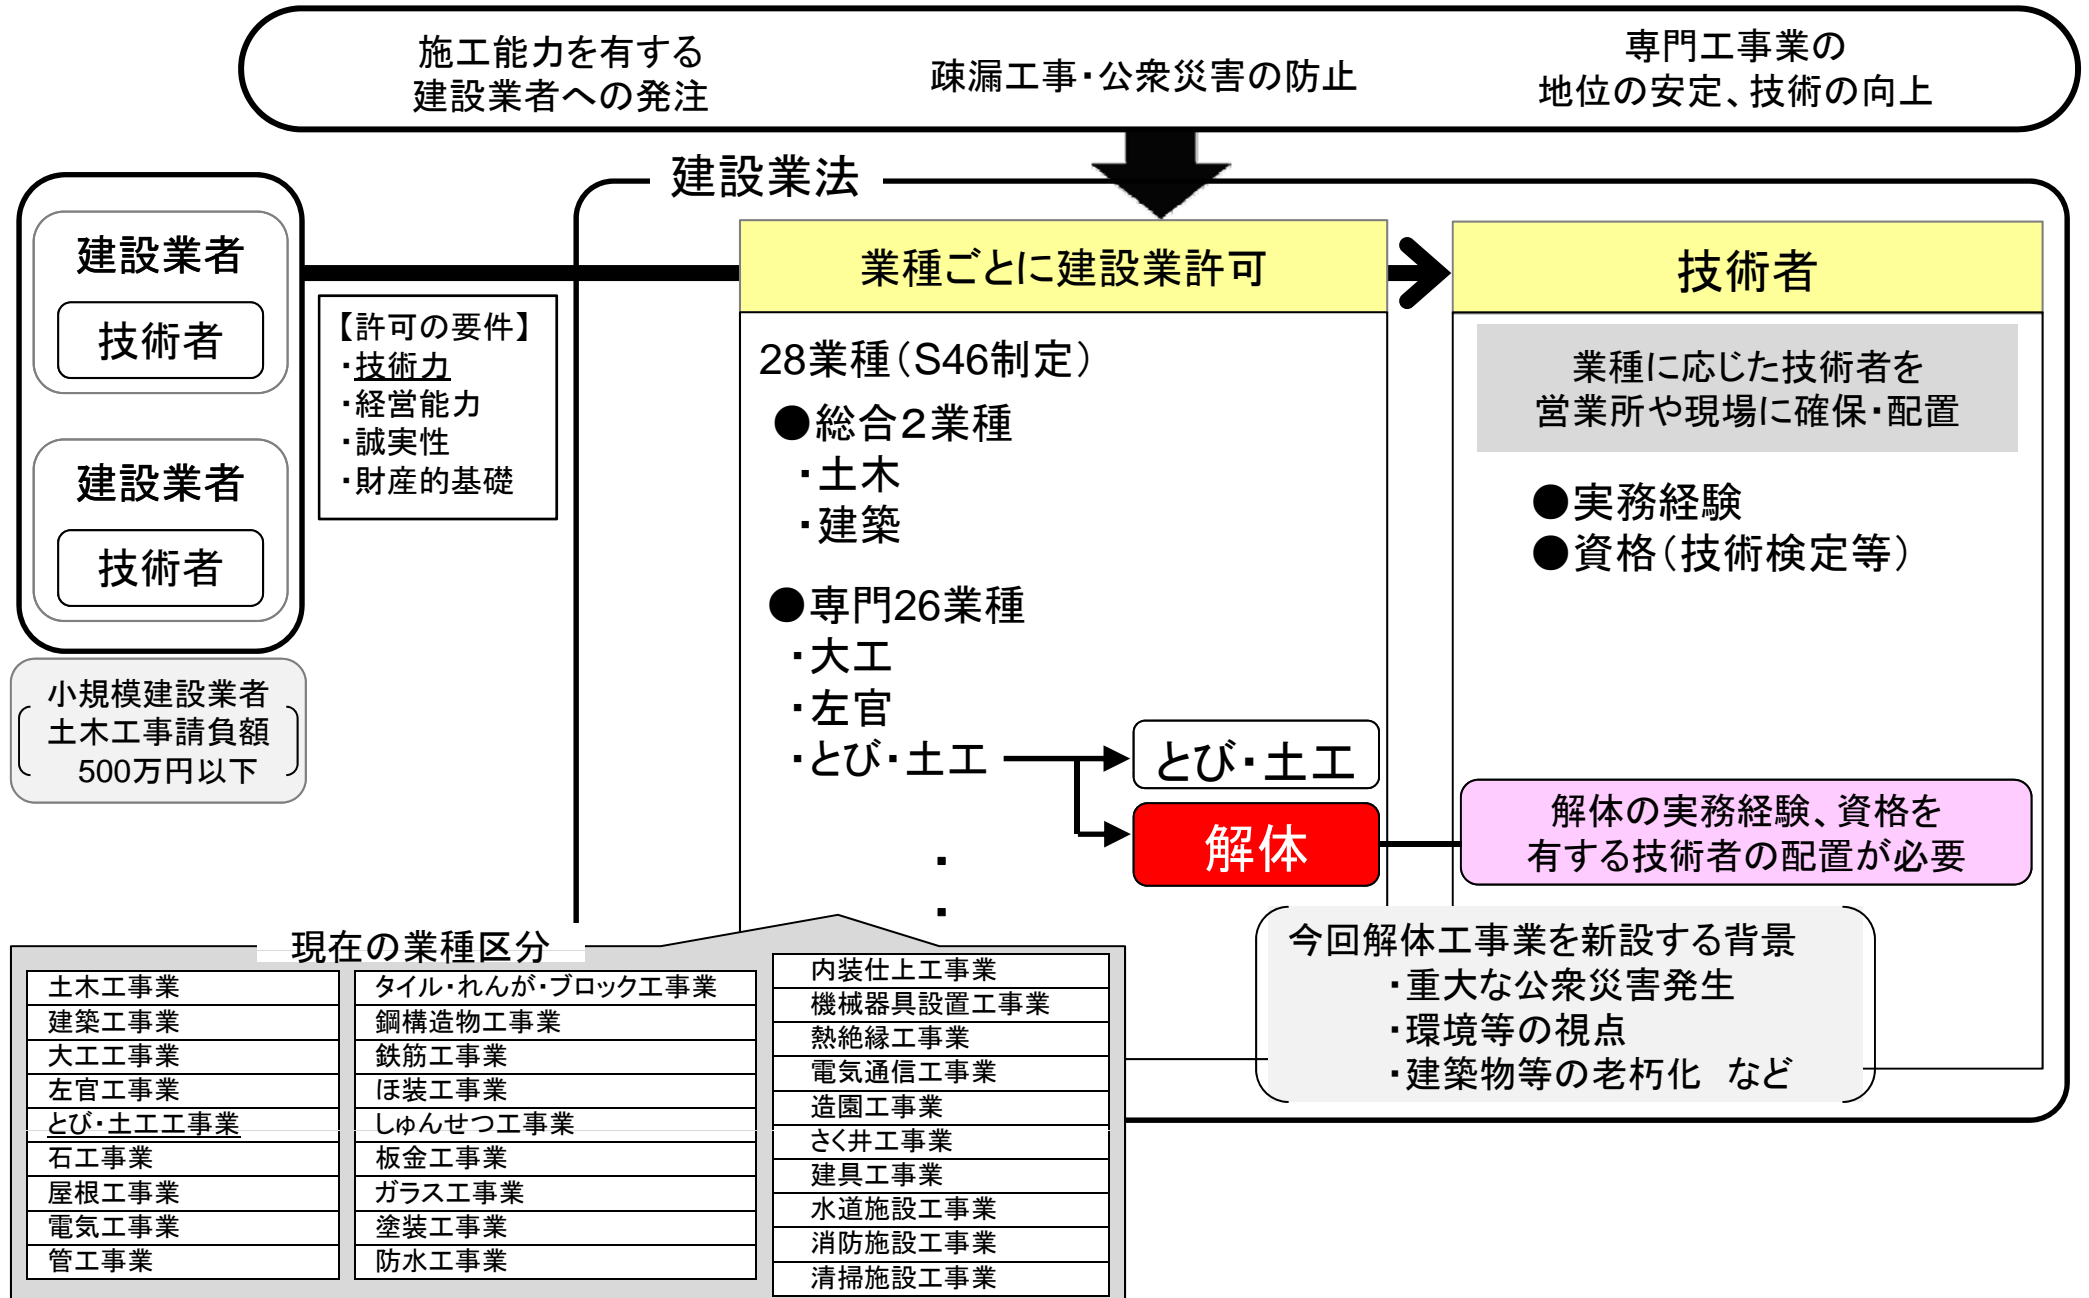 施工能力を有する
建設業者への発注
疎漏工事・公衆災害の防止
専門工事業の
地位の安定、技術の向上
建設業法
建設業者
技術者
建設業者
技術者
小規模建設業者
土木工事請負額
500万円以下
【許可の要件】
・技術力
・経営能力
・誠実性
・財産的基礎
業種ごとに建設業許可
28業種（S46制定）
●総合２業種
・土木
・建築
●専門26業種
・大工
・左官
・とび・土工
とび・土工
解体
・
・
技術者
業種に応じた技術者を
営業所や現場に確保・配置
●実務経験
●資格（技術検定等）
解体の実務経験、資格を
有する技術者の配置が必要
今回解体工事業を新設する背景
・重大な公衆災害発生
・環境等の視点
・建築物等の老朽化　など
現在の業種区分
土木工事業
建築工事業
大工工事業
左官工事業
とび・土工工事業
石工事業
屋根工事業
電気工事業
管工事業
タイル・れんが・ブロック工事業
鋼構造物工事業
鉄筋工事業
ほ装工事業
しゅんせつ工事業
板金工事業
ガラス工事業
塗装工事業
防水工事業
内装仕上工事業
機械器具設置工事業
熱絶縁工事業
電気通信工事業
造園工事業
さく井工事業
建具工事業
水道施設工事業
消防施設工事業
清掃施設工事業